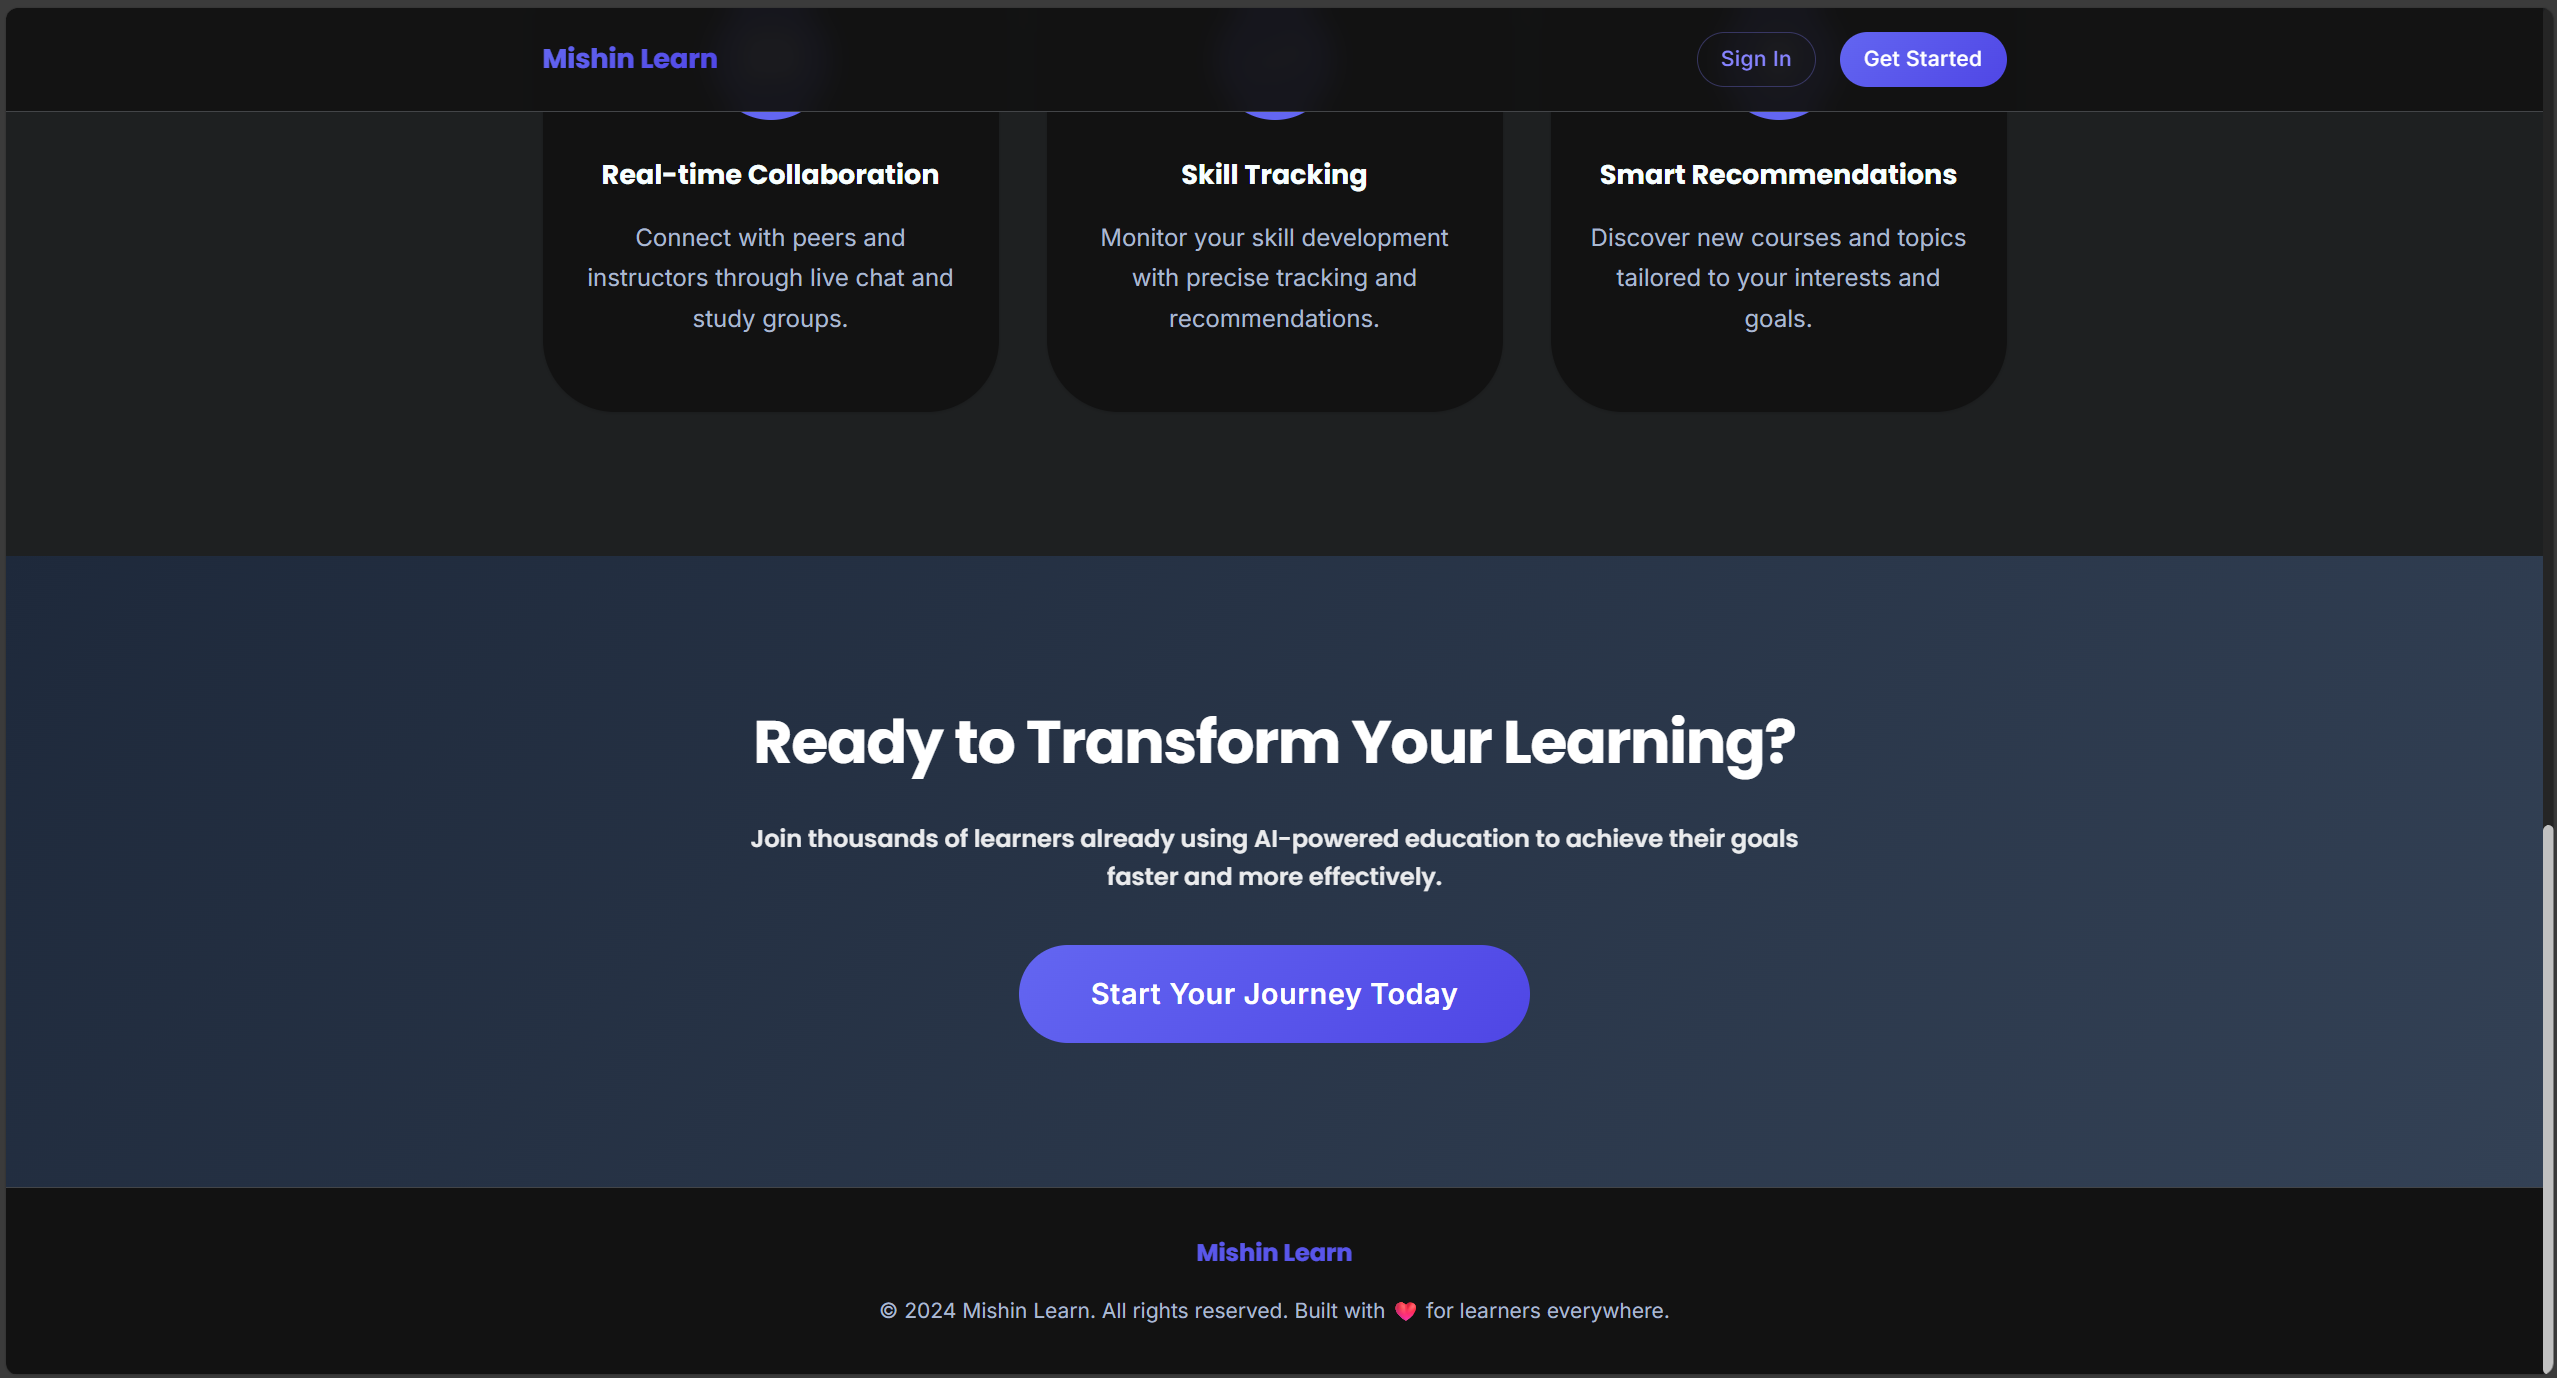 Mishin Learn
Sign In
Get Started
Real-time Collaboration
Connect with peers and
instructors through live chat and
study groups.
Skill Tracking
Monitor your skill development
with precise tracking and
recommendations.
Smart Recommendations
Discover new courses and topics
tailored to your interests and
goals.
Ready to Transform Your Learning?
Join thousands of learners already using AI-powered education to achieve their goals
faster and more effectively.
Start Your Journey Today
Mishin Learn
© 2024 Mishin Learn. All rights reserved. Built with ❤️ for learners everywhere.